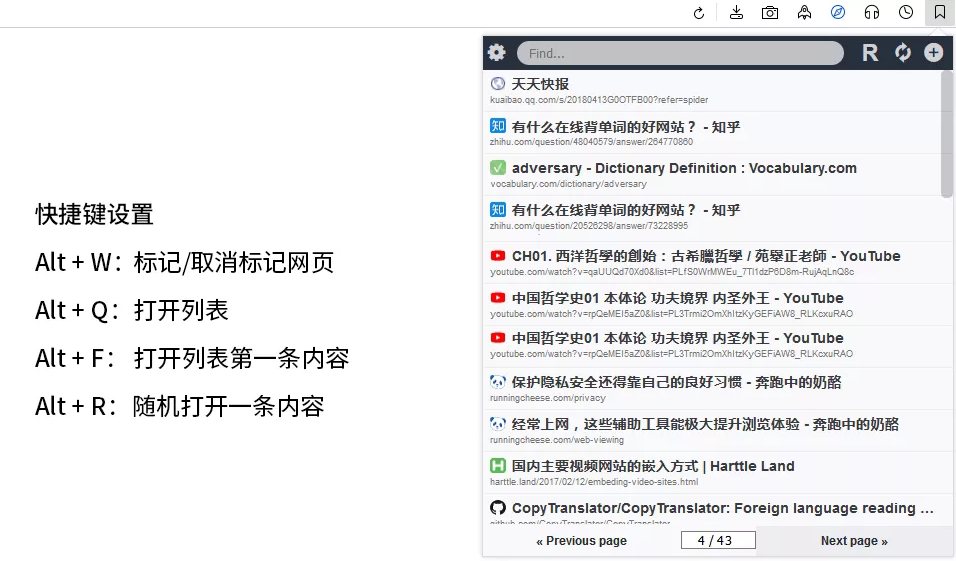 Find...
R
天天快报
kuaibao.qq.com/s/20180413G0OTFB00?refer=spider
有什么在线背单词的好网站？ - 知乎
zhihu.com/question/48040579/answer/264770860
adversary - Dictionary Definition : Vocabulary.com
vocabulary.com/dictionary/adversary
有什么在线背单词的好网站？ - 知乎
zhihu.com/question/20526298/answer/73228995
CH01. 西洋哲學的創始：古希臘哲學 / 苑舉正老師 - YouTube
youtube.com/watch?v=qaUUQd70Xd0&list=PLfS0WrMWEu_7TI1dzP6D8m-RujAqLnQ8c
中国哲学史01 本体论 功夫境界 内圣外王 - YouTube
youtube.com/watch?v=rpQeMEI5aZ0&list=PL3Trmi2OmXhItzKyGEFiAW8_RLKcxuRAO
中国哲学史01 本体论 功夫境界 内圣外王 - YouTube
youtube.com/watch?v=rpQeMEI5aZ0&list=PL3Trmi2OmXhItzKyGEFiAW8_RLKcxuRAO
保护隐私安全还得靠自己的良好习惯 - 奔跑中的奶酪
runningcheese.com/privacy
经常上网，这些辅助工具能极大提升浏览体验 - 奔跑中的奶酪
runningcheese.com/web-viewing
国内主要视频网站的嵌入方式 | Harttle Land
harttle.land/2017/02/12/embeding-video-sites.html
CopyTranslator/CopyTranslator: Foreign language reading ...
github.com/CopyTranslator/CopyTranslator
« Previous page
4 / 43
Next page »
快捷键设置
Alt + W：标记/取消标记网页
Alt + Q：打开列表
Alt + F：打开列表第一条内容
Alt + R：随机打开一条内容